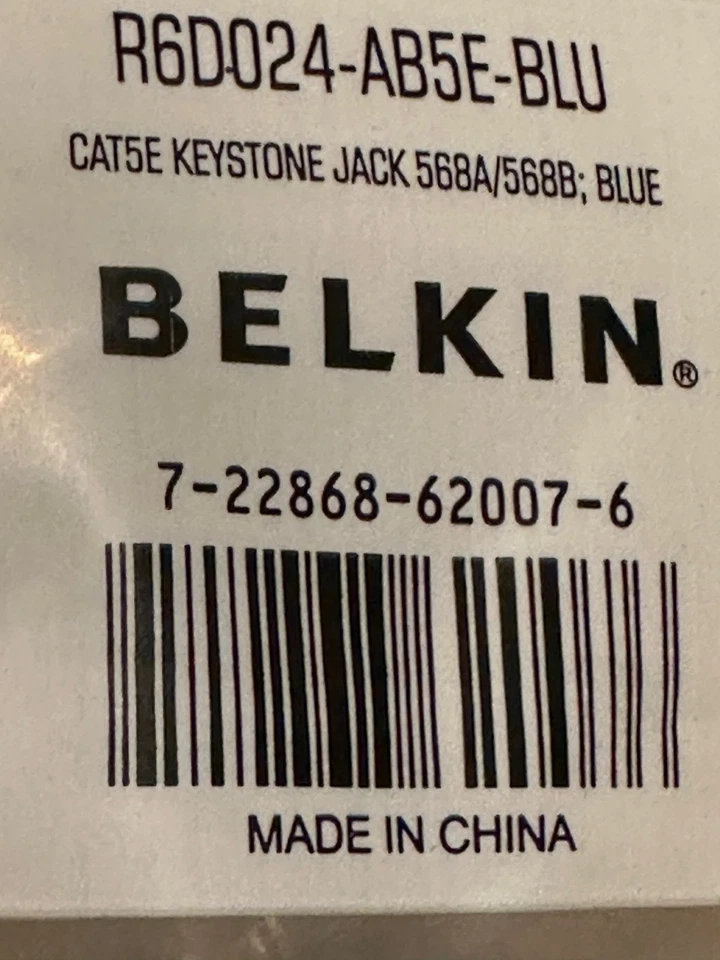 R6D024-AB5E-BLU
CAT5E KEYSTONE JACK 568A/568B; BLUE
BELKIN®
7-22868-62007-6
MADE IN CHINA